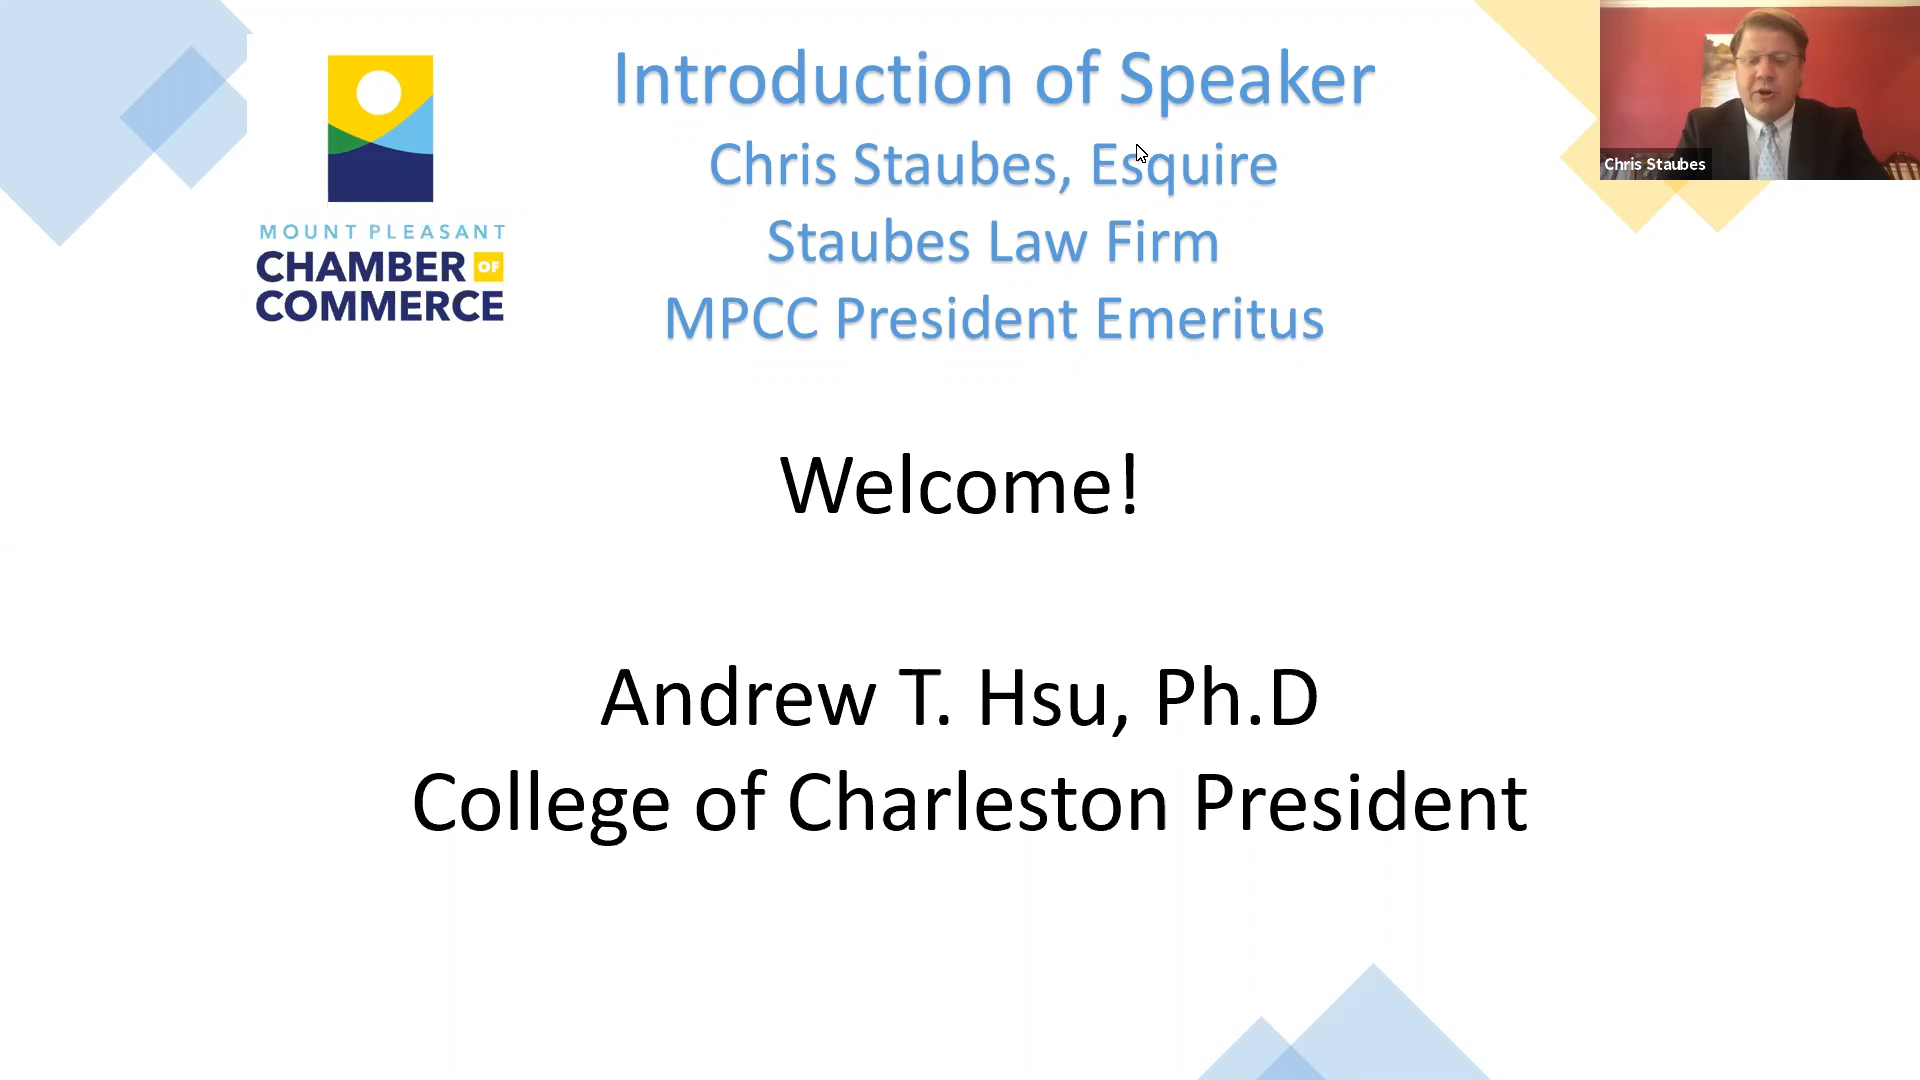 MOUNT PLEASANT
CHAMBER OF
COMMERCE
Introduction of Speaker
Chris Staubes, Esquire
Staubes Law Firm
MPCC President Emeritus
Chris Staubes
Welcome!
Andrew T. Hsu, Ph.D
College of Charleston President